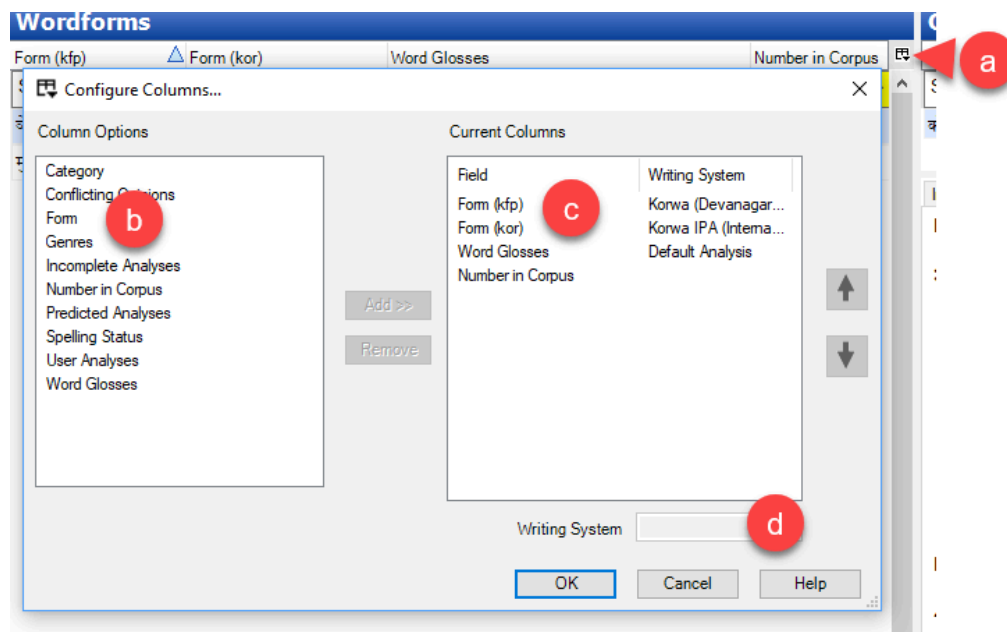 Wordforms
Form (kfp) Form (kor) Word Glosses Number in Corpus
a
Configure Columns...
Column Options
Current Columns
Category
Conflicting
Form
Genres
Incomplete Analyses
Number in Corpus
Predicted Analyses
Spelling Status
User Analyses
Word Glosses
b
Add >>
Remove
Field Writing System
Form (kfp) Korwa (Devanagar...
Form (kor) Korwa IPA (Interna...
Word Glosses Default Analysis
Number in Corpus
c
Writing System
d
OK Cancel Help